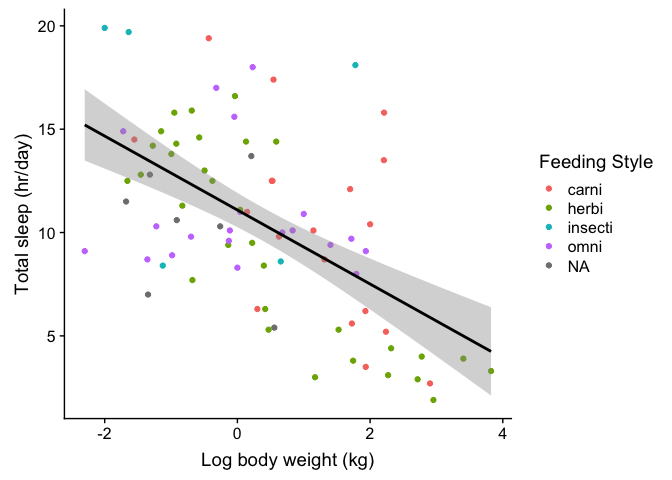 20
15
10
5
Total sleep (hr/day)
-2 0 2 4
Log body weight (kg)
Feeding Style
carni
herbi
insecti
omni
NA